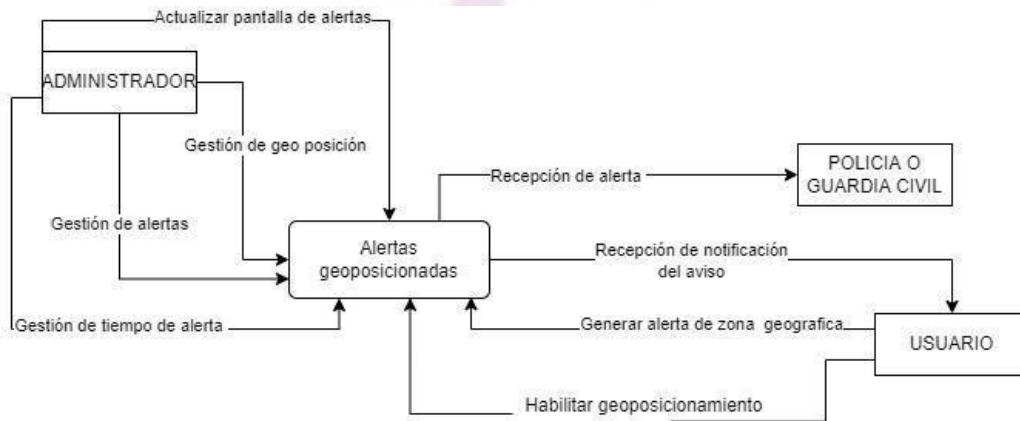 Actualizar pantalla de alertas
ADMINISTRADOR
Gestión de geo posición
Recepción de alerta
POLICIA O
GUARDIA CIVIL
Gestión de alertas
Alertas
geoposicionadas
Recepción de notificación
del aviso
Gestión de tiempo de alerta
Generar alerta de zona geografica
USUARIO
Habilitar geoposicionamiento